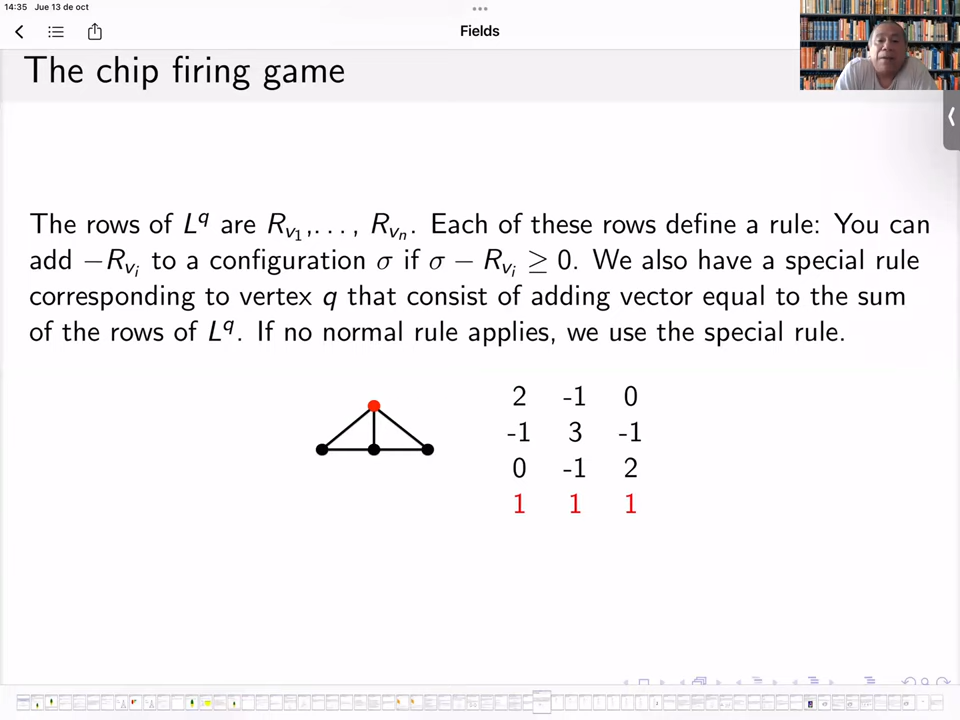 14:35 Jue 13 de oct
Fields
The chip firing game
The rows of L^q are R_{v_1},..., R_{v_n}. Each of these rows define a rule: You can
add −R_{v_i} to a configuration σ if σ − R_{v_i} ≥ 0. We also have a special rule
corresponding to vertex q that consist of adding vector equal to the sum
of the rows of L^q. If no normal rule applies, we use the special rule.
2 -1 0
-1 3 -1
0 -1 2
1 1 1